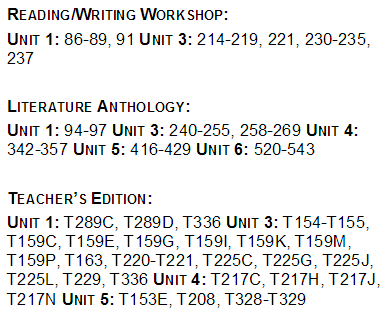 READING/WRITING WORKSHOP:
UNIT 1: 86-89, 91 UNIT 3: 214-219, 221, 230-235,
237
LITERATURE ANTHOLOGY:
UNIT 1: 94-97 UNIT 3: 240-255, 258-269 UNIT 4:
342-357 UNIT 5: 416-429 UNIT 6: 520-543
TEACHER'S EDITION:
UNIT 1: T289C, T289D, T336 UNIT 3: T154-T155,
T159C, T159E, T159G, T159I, T159K, T159M,
T159P, T163, T220-T221, T225C, T225G, T225J,
T225L, T229, T336 UNIT 4: T217C, T217H, T217J,
T217N UNIT 5: T153E, T208, T328-T329